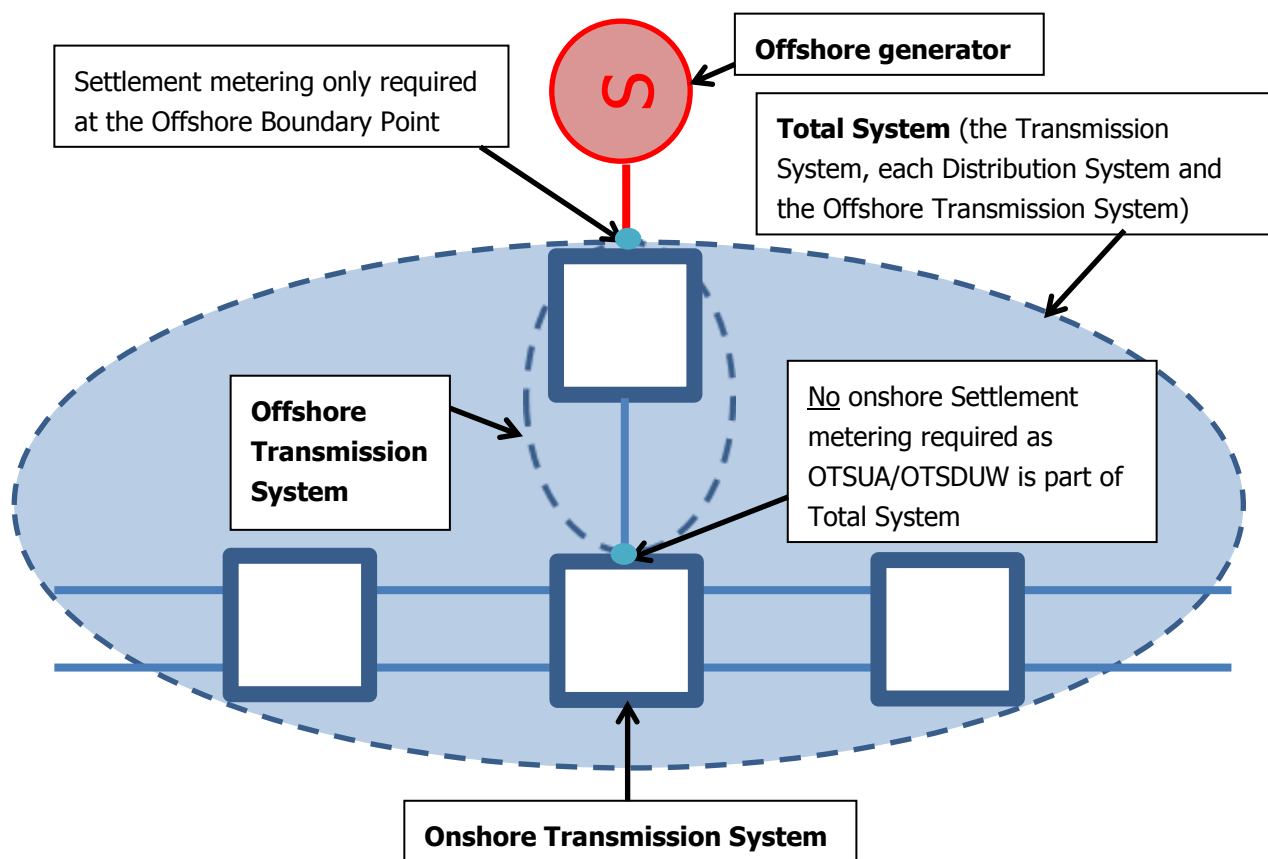 Offshore generator
Settlement metering only required
at the Offshore Boundary Point
S
Total System (the Transmission
System, each Distribution System and
the Offshore Transmission System)
Offshore
Transmission
System
No onshore Settlement
metering required as
OTSUA/OTSDUW is part of
Total System
Onshore Transmission System